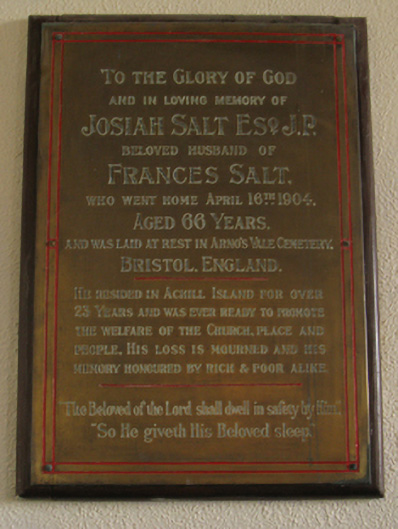 To the Glory of God
and in loving memory of
Josiah Salt Esq. J.P.
beloved husband of
Frances Salt,
who went home April 16th 1904,
Aged 66 Years,
and was laid at rest in Arno's Vale Cemetery,
Bristol, England.
He resided in Achill Island for over
23 Years and was ever ready to promote
the welfare of the Church, place and
people. His loss is mourned and his
memory honoured by rich & poor alike.
"The Beloved of the Lord shall dwell in safety by Him"
"So He giveth His Beloved sleep."